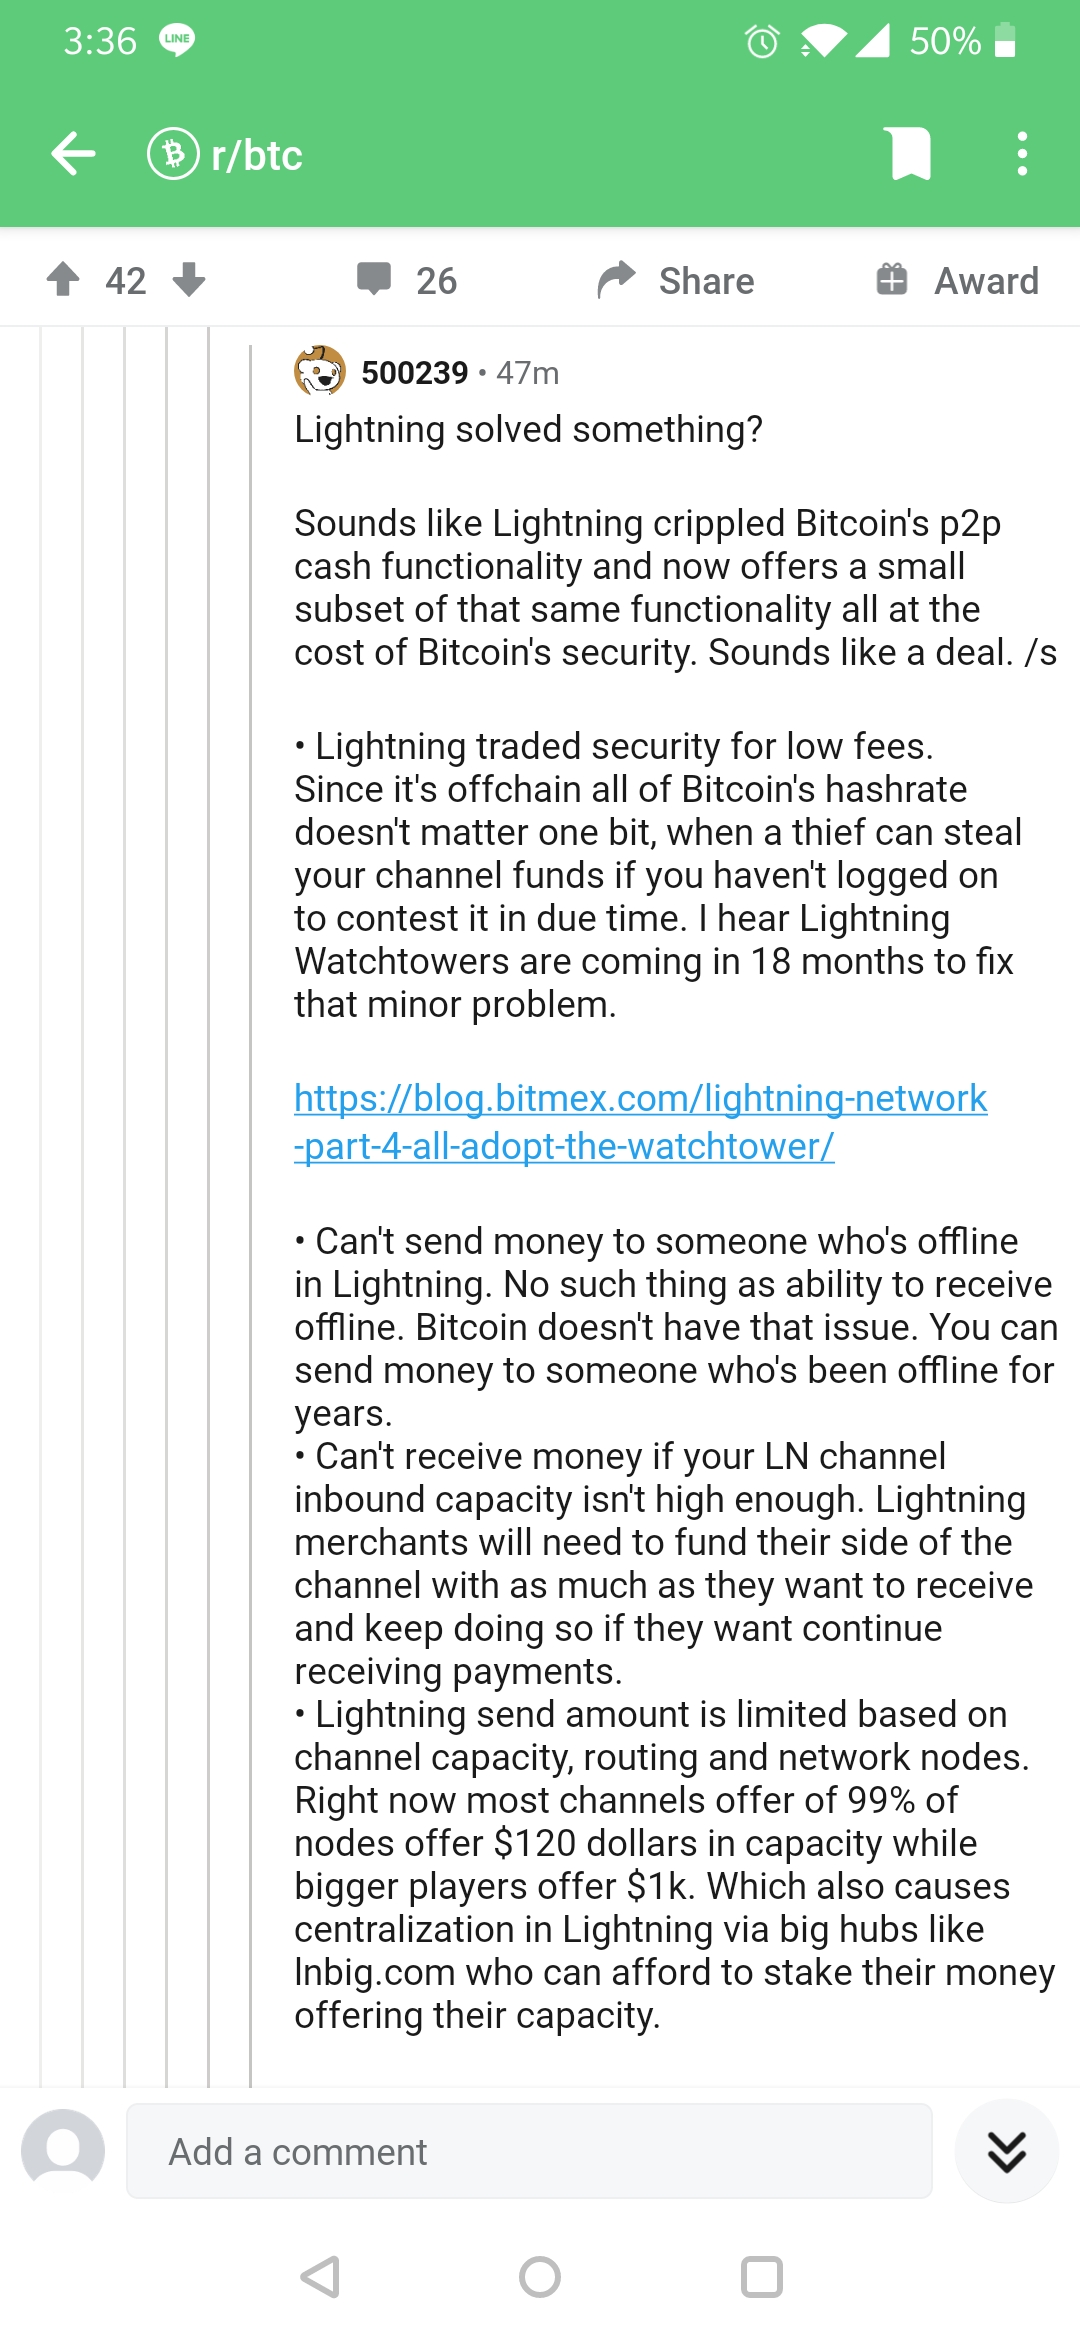 3:36 LINE 50%
r/btc
42 26 Share Award
500239 • 47m
Lightning solved something?
Sounds like Lightning crippled Bitcoin's p2p
cash functionality and now offers a small
subset of that same functionality all at the
cost of Bitcoin's security. Sounds like a deal. /s
• Lightning traded security for low fees.
Since it's offchain all of Bitcoin's hashrate
doesn't matter one bit, when a thief can steal
your channel funds if you haven't logged on
to contest it in due time. I hear Lightning
Watchtowers are coming in 18 months to fix
that minor problem.
https://blog.bitmex.com/lightning-network
-part-4-all-adopt-the-watchtower/
• Can't send money to someone who's offline
in Lightning. No such thing as ability to receive
offline. Bitcoin doesn't have that issue. You can
send money to someone who's been offline for
years.
• Can't receive money if your LN channel
inbound capacity isn't high enough. Lightning
merchants will need to fund their side of the
channel with as much as they want to receive
and keep doing so if they want continue
receiving payments.
• Lightning send amount is limited based on
channel capacity, routing and network nodes.
Right now most channels offer of 99% of
nodes offer $120 dollars in capacity while
bigger players offer $1k. Which also causes
centralization in Lightning via big hubs like
lnbig.com who can afford to stake their money
offering their capacity.
Add a comment